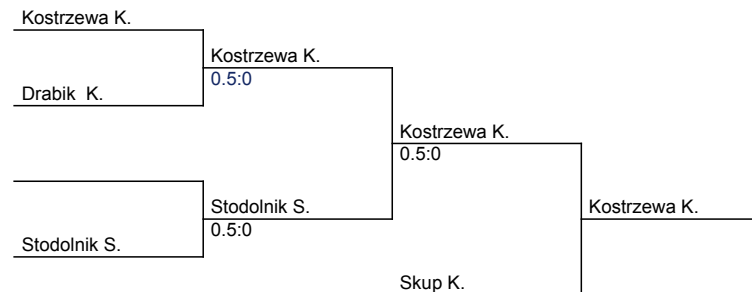 Kostrzewa K.
Kostrzewa K.
0.5:0
Drabik K.
Kostrzewa K.
0.5:0
Stodolnik S.
0.5:0
Kostrzewa K.
Stodolnik S.
Skup K.